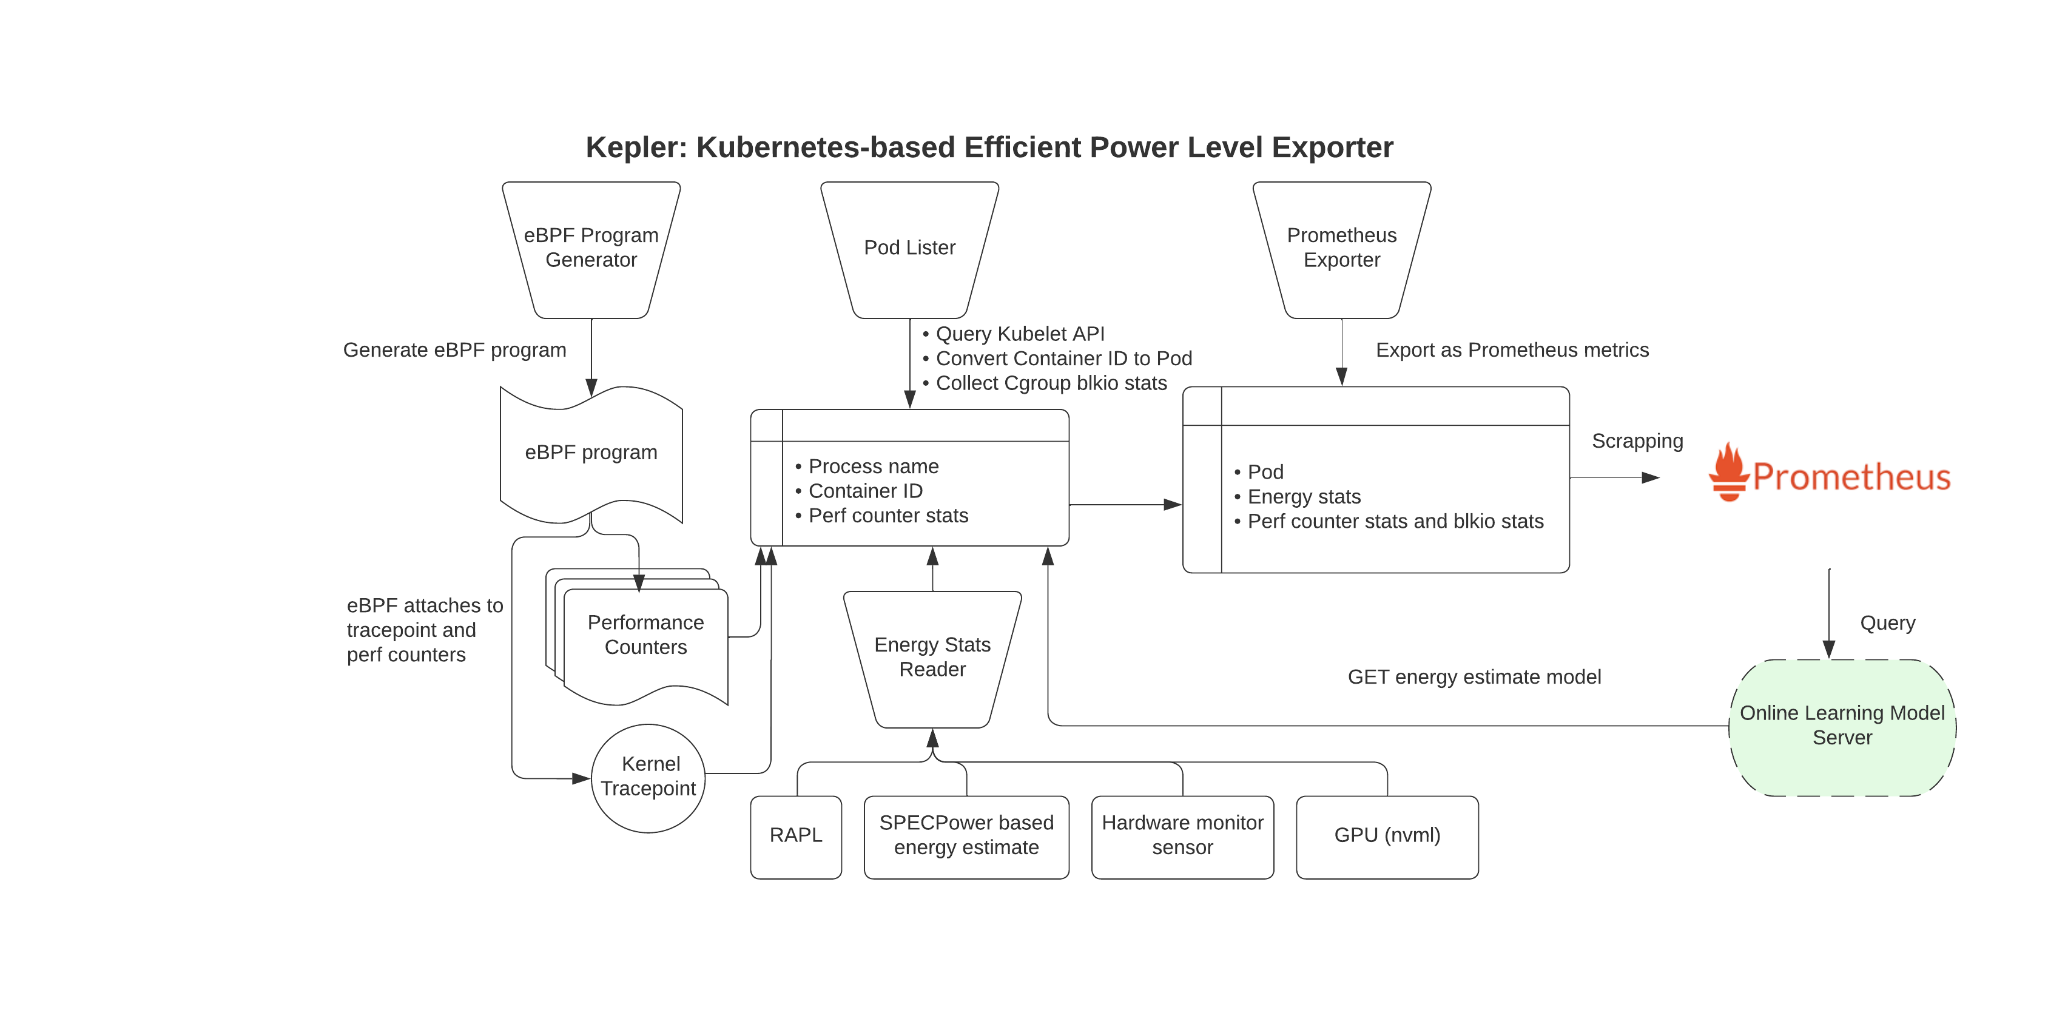 Kepler: Kubernetes-based Efficient Power Level Exporter
eBPF Program
Generator
Pod Lister
Prometheus
Exporter
Generate eBPF program
• Query Kubelet API
• Convert Container ID to Pod
• Collect Cgroup blkio stats
Export as Prometheus metrics
eBPF program
• Process name
• Container ID
• Perf counter stats
• Pod
• Energy stats
• Perf counter stats and blkio stats
Scrapping
Prometheus
eBPF attaches to
tracepoint and
perf counters
Performance
Counters
Energy Stats
Reader
Query
GET energy estimate model
Online Learning Model
Server
Kernel
Tracepoint
RAPL
SPECPower based
energy estimate
Hardware monitor
sensor
GPU (nvml)